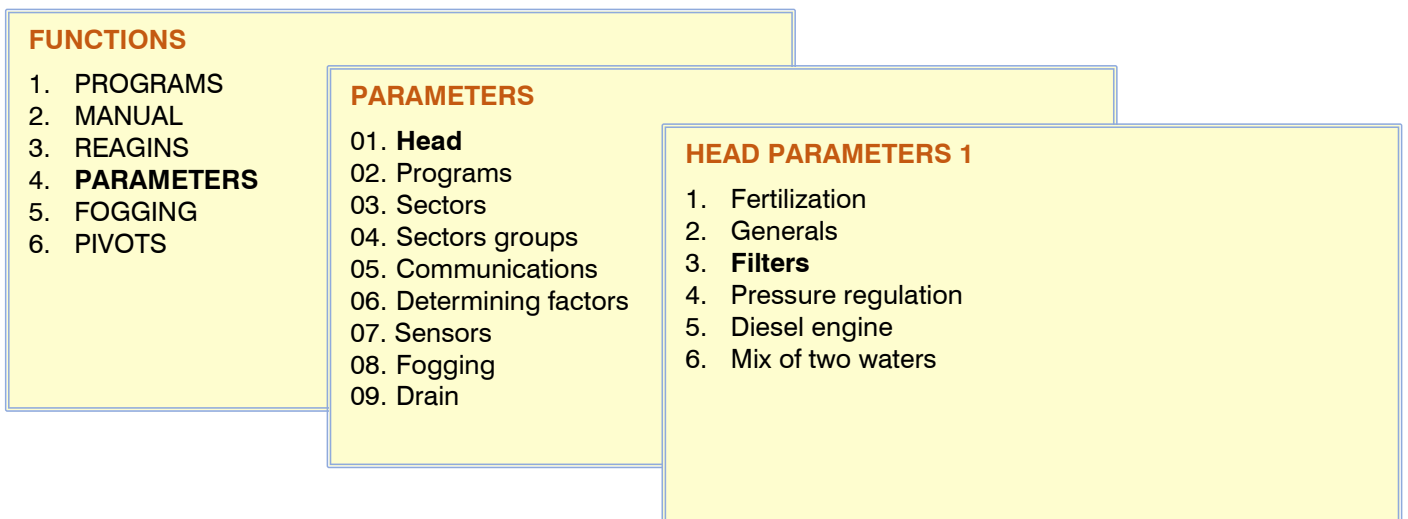 FUNCTIONS
1. PROGRAMS
2. MANUAL
3. REAGINS
4. PARAMETERS
5. FOGGING
6. PIVOTS
PARAMETERS
01. Head
02. Programs
03. Sectors
04. Sectors groups
05. Communications
06. Determining factors
07. Sensors
08. Fogging
09. Drain
HEAD PARAMETERS 1
1. Fertilization
2. Generals
3. Filters
4. Pressure regulation
5. Diesel engine
6. Mix of two waters